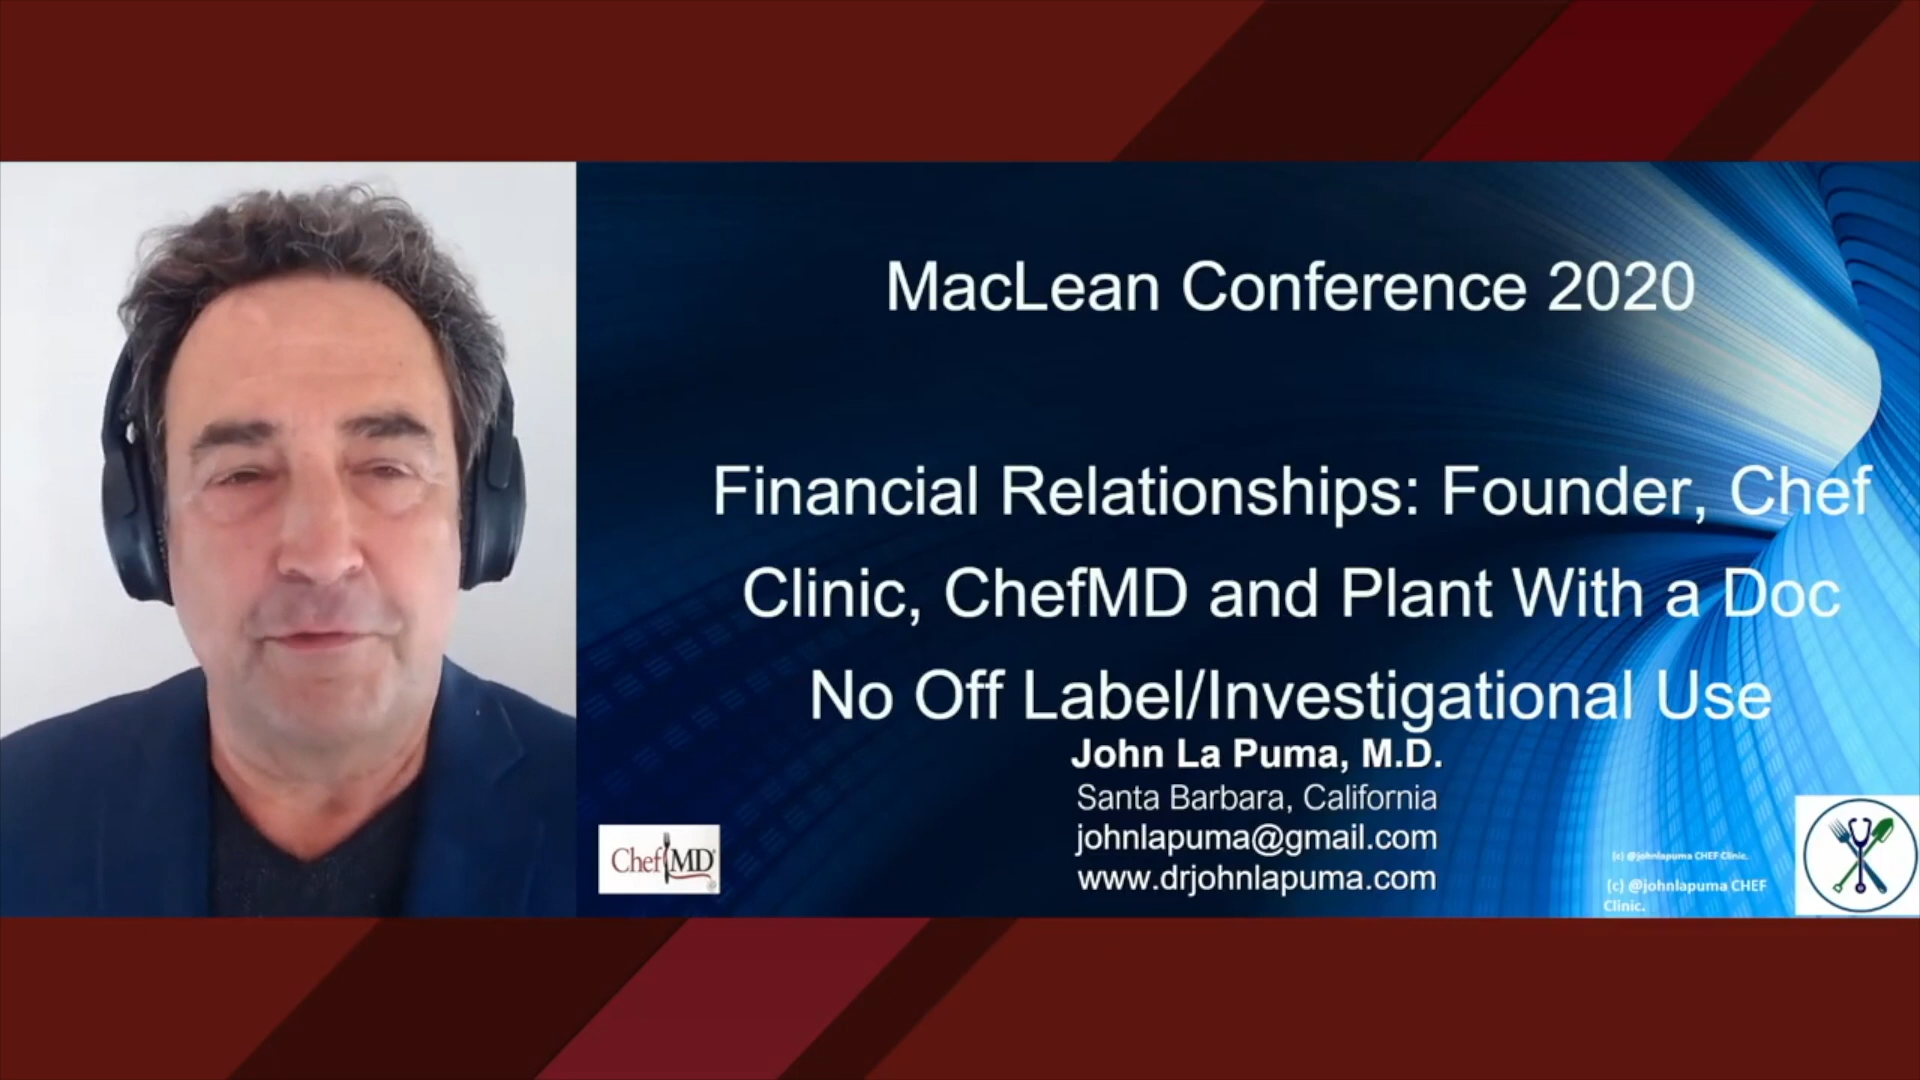 MacLean Conference 2020
Financial Relationships: Founder, Chef
Clinic, ChefMD and Plant With a Doc
No Off Label/Investigational Use
John La Puma, M.D.
Santa Barbara, California
johnlapuma@gmail.com
www.drjohnlapuma.com
ChefMD
(c) @johnlapuma CHEF Clinic.
(c) @johnlapuma CHEF
Clinic.